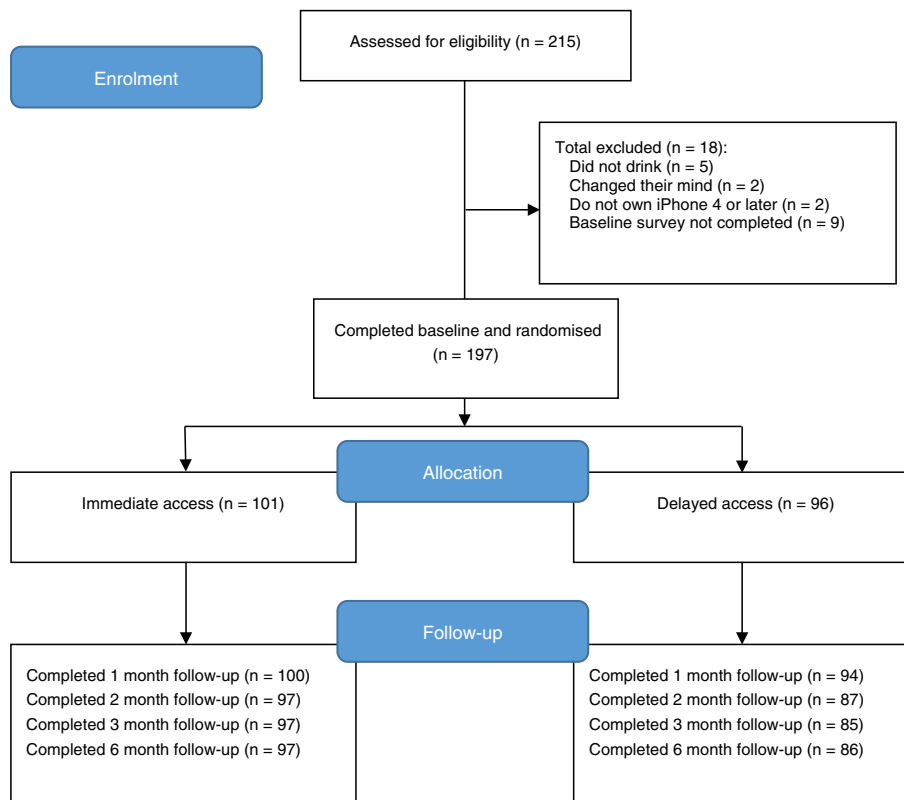 Assessed for eligibility (n = 215)
Enrolment
Total excluded (n = 18):
Did not drink (n = 5)
Changed their mind (n = 2)
Do not own iPhone 4 or later (n = 2)
Baseline survey not completed (n = 9)
Completed baseline and randomised
(n = 197)
Allocation
Immediate access (n = 101)
Delayed access (n = 96)
Follow-up
Completed 1 month follow-up (n = 100)
Completed 2 month follow-up (n = 97)
Completed 3 month follow-up (n = 97)
Completed 6 month follow-up (n = 97)
Completed 1 month follow-up (n = 94)
Completed 2 month follow-up (n = 87)
Completed 3 month follow-up (n = 85)
Completed 6 month follow-up (n = 86)